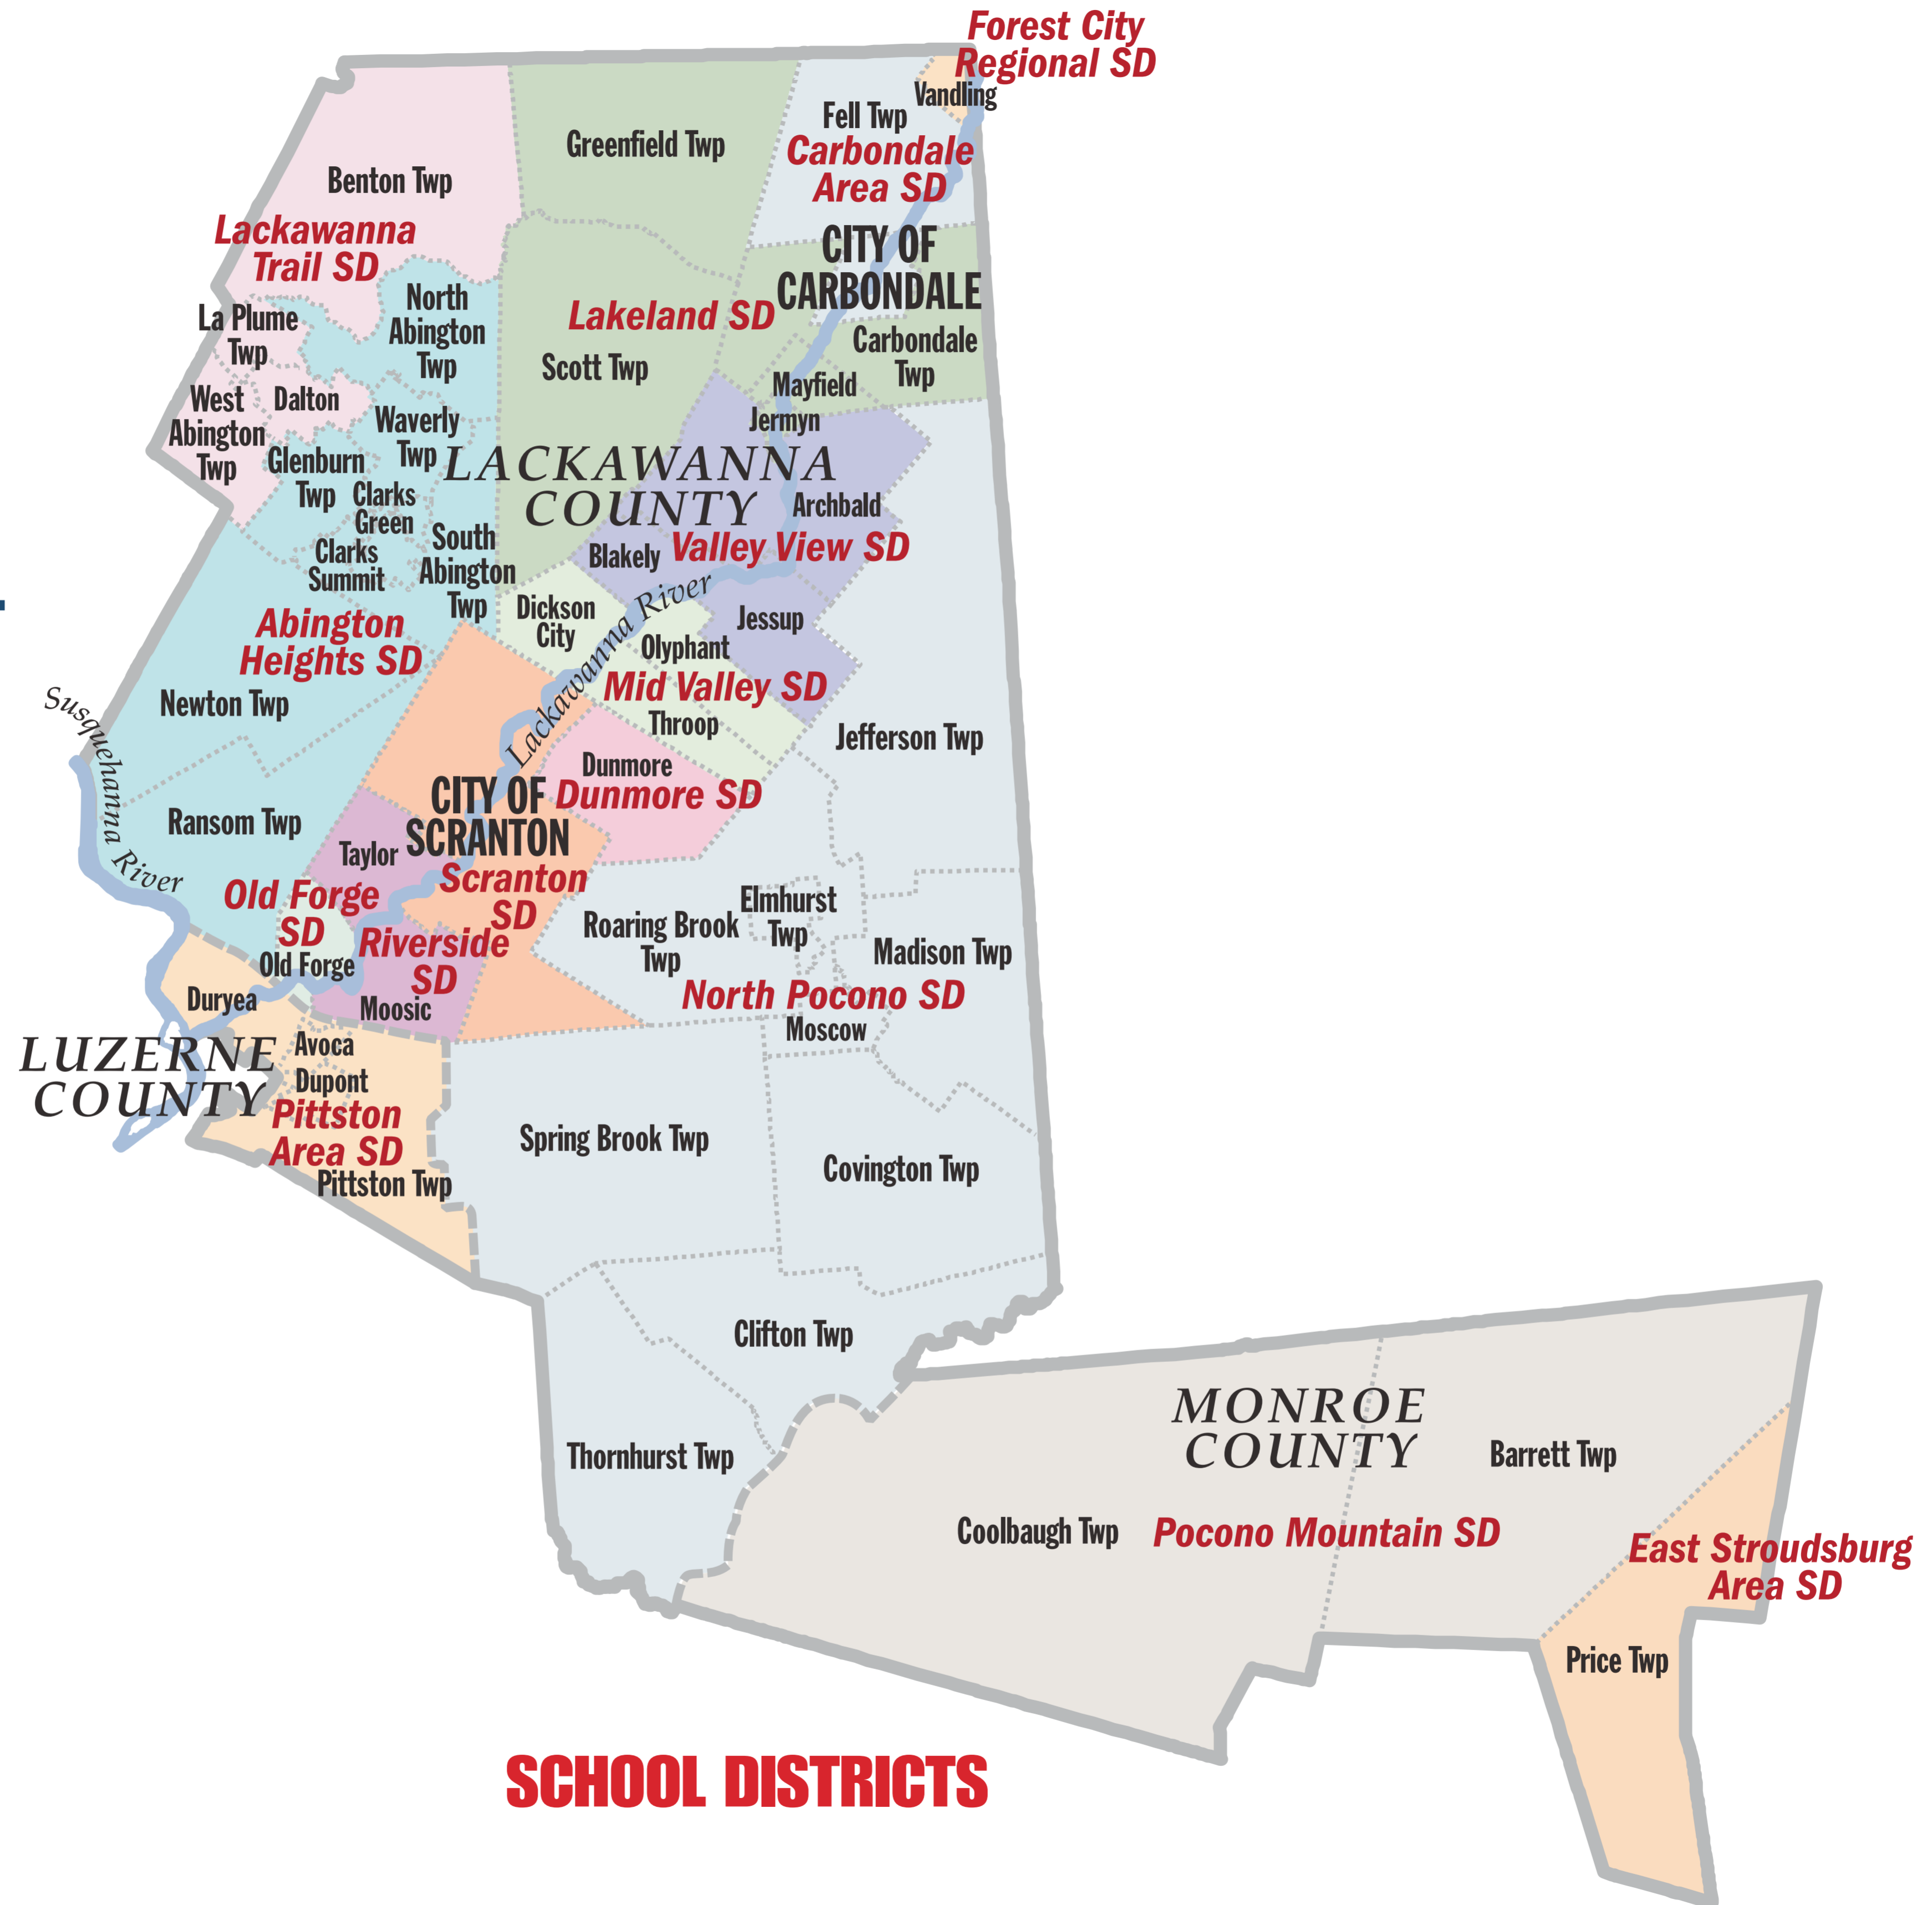 Forest City
Regional SD
Vandling
Fell Twp
Carbondale
Area SD
Greenfield Twp
Benton Twp
Lackawanna
Trail SD
CITY OF
CARBONDALE
North
Abington
Twp
La Plume
Twp
Lakeland SD
Carbondale
Twp
Scott Twp
Mayfield
West
Abington
Twp
Dalton
Waverly
Twp
Jermyn
LACKAWANNA
COUNTY
Glenburn
Twp
Clarks
Green
Archbald
South
Abington
Twp
Clarks
Summit
Blakely
Valley View SD
Dickson
City
Lackawanna River
Jessup
Abington
Heights SD
Olyphant
Mid Valley SD
Newton Twp
Susquehanna River
Throop
Jefferson Twp
Dunmore
Dunmore SD
CITY OF
SCRANTON
Ransom Twp
Taylor
Scranton
SD
Old Forge
SD
Elmhurst
Twp
Roaring Brook
Twp
Riverside
SD
Madison Twp
Old Forge
North Pocono SD
Duryea
Moosic
Moscow
LUZERNE
COUNTY
Avoca
Dupont
Pittston
Area SD
Pittston Twp
Spring Brook Twp
Covington Twp
Clifton Twp
MONROE
COUNTY
Thornhurst Twp
Barrett Twp
Coolbaugh Twp
Pocono Mountain SD
East Stroudsburg
Area SD
Price Twp
SCHOOL DISTRICTS